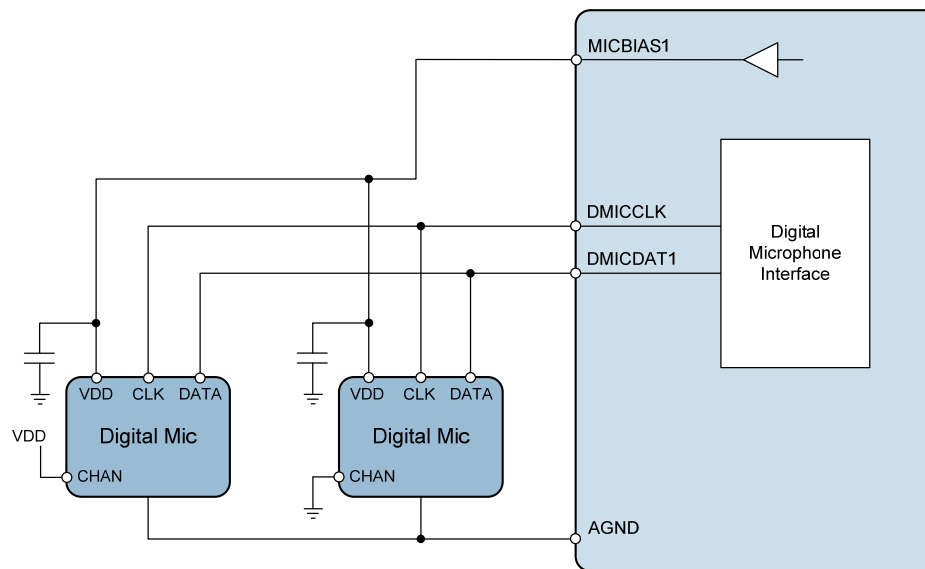 MICBIAS1
DMICCLK
DMICDAT1
Digital
Microphone
Interface
VDD CLK DATA
Digital Mic
VDD
CHAN
VDD CLK DATA
Digital Mic
CHAN
AGND